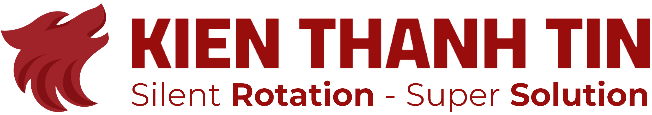 KIEN THANH TIN
Silent Rotation - Super Solution